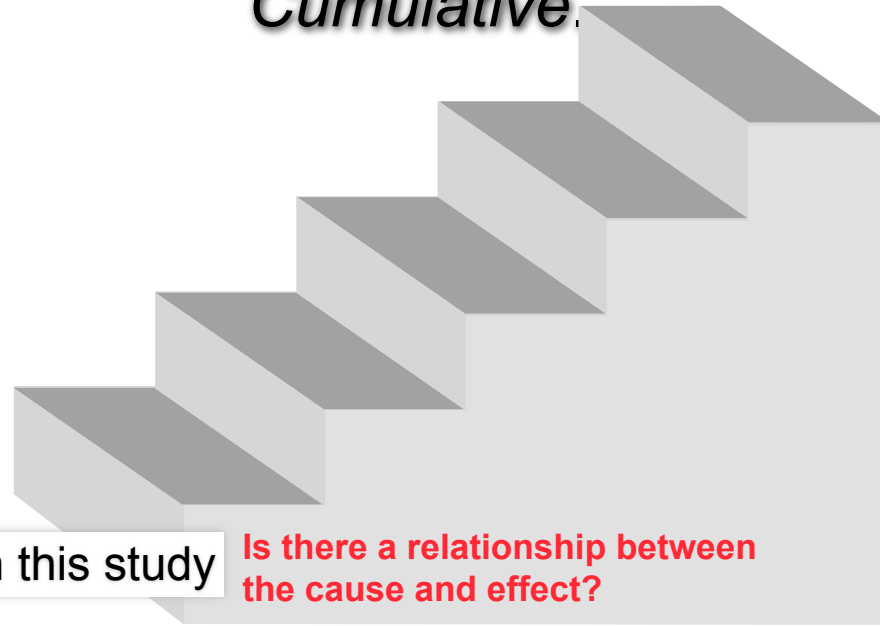 Cumulative.
this study
Is there a relationship between
the cause and effect?